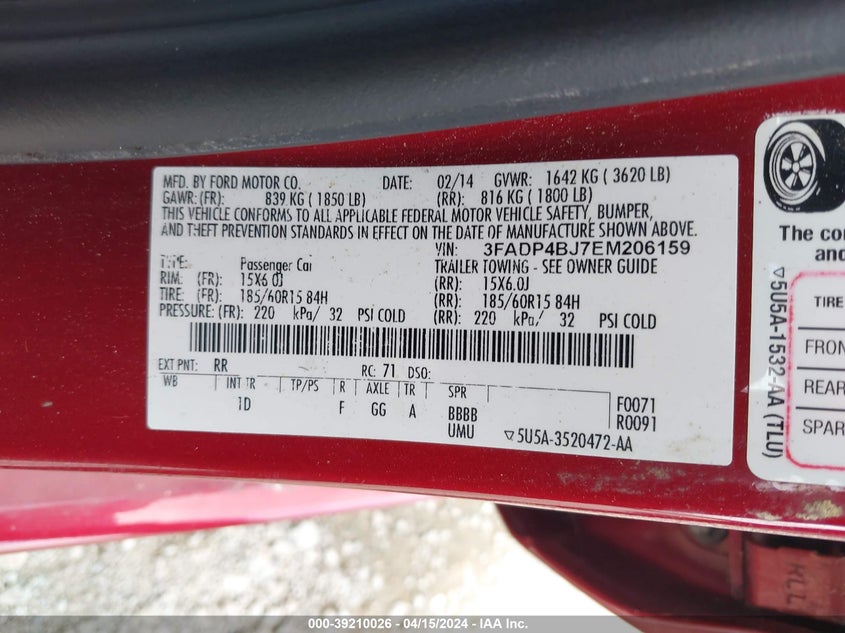 MFD. BY FORD MOTOR CO. DATE: 02/14 GVWR: 1642 KG ( 3620 LB)
GAWR: (FR): 839 KG ( 1850 LB) (RR): 816 KG ( 1800 LB)
THIS VEHICLE CONFORMS TO ALL APPLICABLE FEDERAL MOTOR VEHICLE SAFETY, BUMPER,
AND THEFT PREVENTION STANDARDS IN EFFECT ON THE DATE OF MANUFACTURE SHOWN ABOVE.
VIN: 3FADP4BJ7EM206159
TYPE: Passenger Car TRAILER TOWING - SEE OWNER GUIDE
RIM: (FR): 15X6.0J (RR): 15X6.0J
TIRE: (FR): 185/60R15 84H (RR): 185/60R15 84H
PRESSURE: (FR): 220 kPa/ 32 PSI COLD (RR): 220 kPa/ 32 PSI COLD
EXT PNT: RR RC: 71 DSO:
WB INT TR TP/PS R AXLE TR SPR F0071
1D F GG A BBBB R0091
UMU ▽5U5A-3520472-AA
▽5U5A-1532-AA (TLU)
The co
and
TIRE
FRON
REAR
SPAR
000-39210026 - 04/15/2024 - IAA Inc.